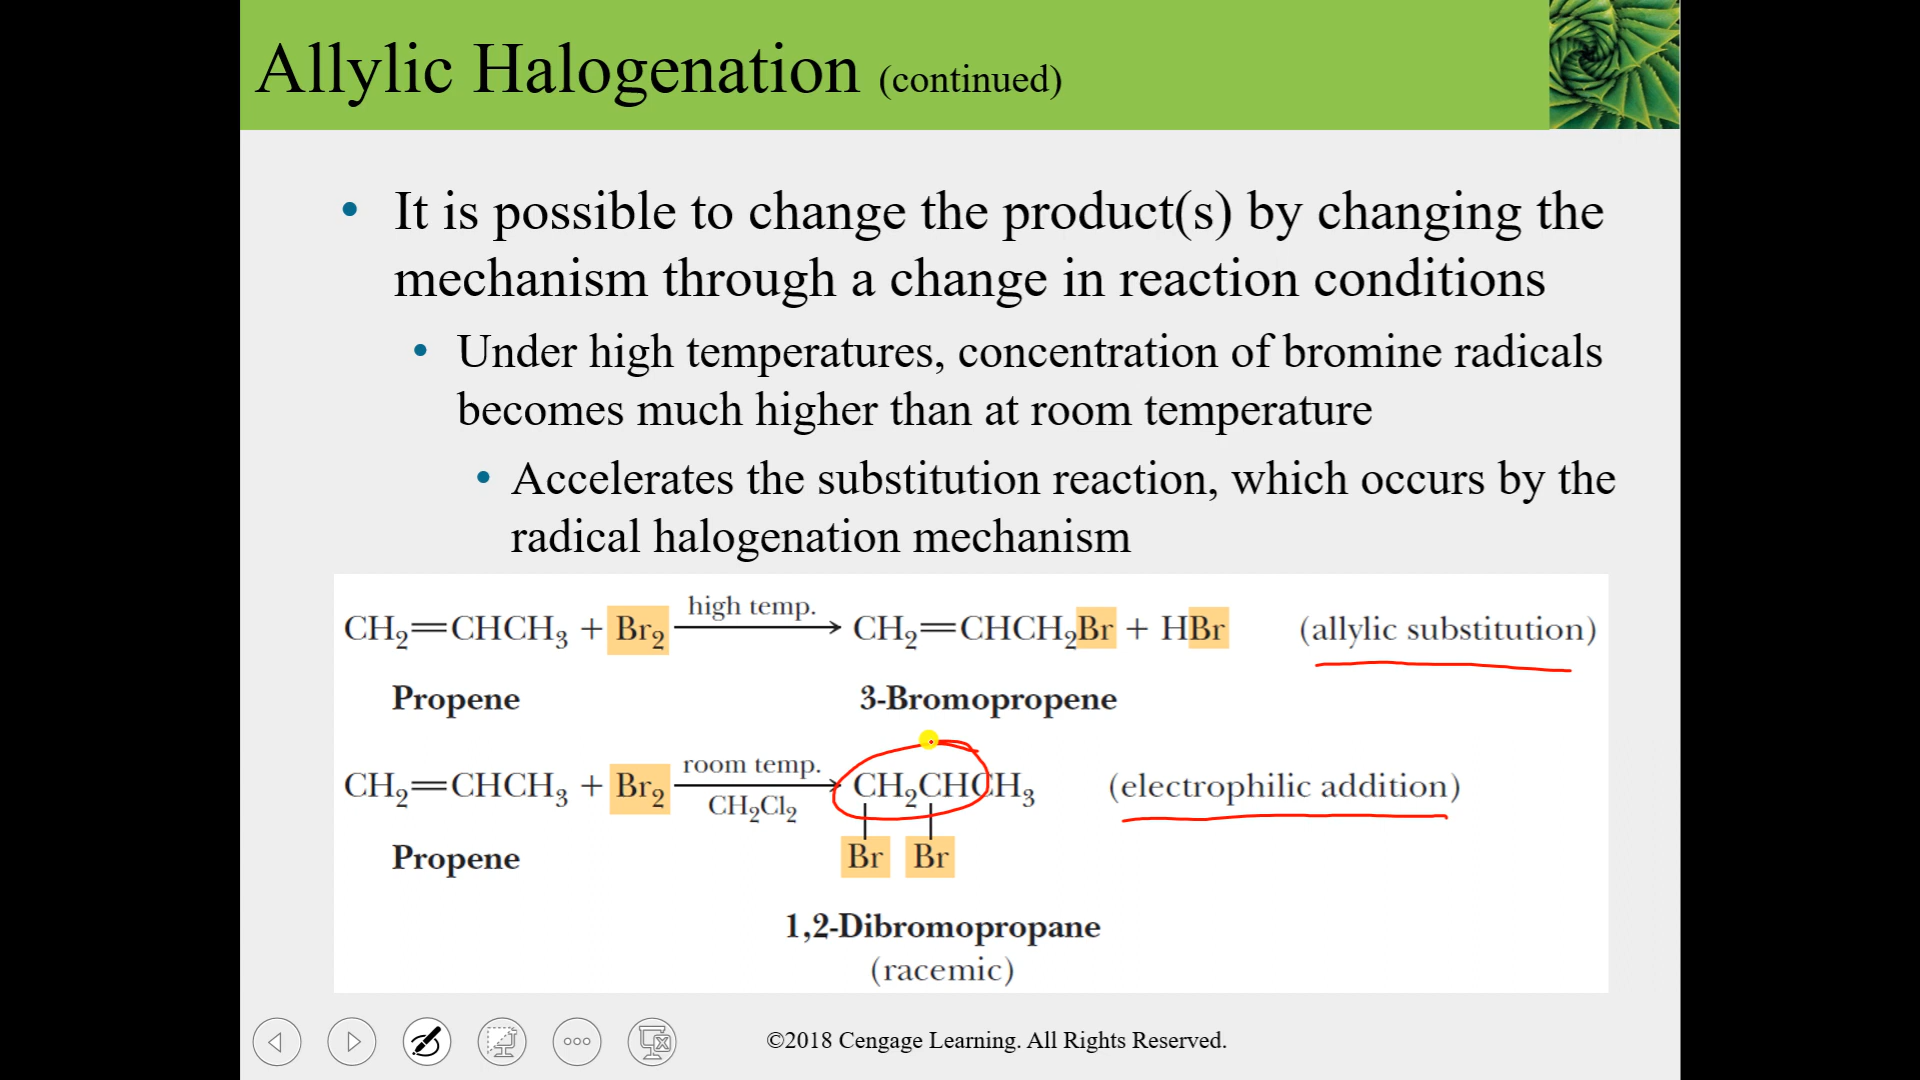 Allylic Halogenation (continued)
• It is possible to change the product(s) by changing the
mechanism through a change in reaction conditions
• Under high temperatures, concentration of bromine radicals
becomes much higher than at room temperature
• Accelerates the substitution reaction, which occurs by the
radical halogenation mechanism
high temp.
CH₂=CHCH₃ + Br₂ CH₂=CHCH₂Br + HBr (allylic substitution)
Propene 3-Bromopropene
room temp.
CH₂=CHCH₃ + Br₂ CH₂CHCH₃ (electrophilic addition)
CH₂Cl₂
Propene Br Br
1,2-Dibromopropane
(racemic)
©2018 Cengage Learning. All Rights Reserved.